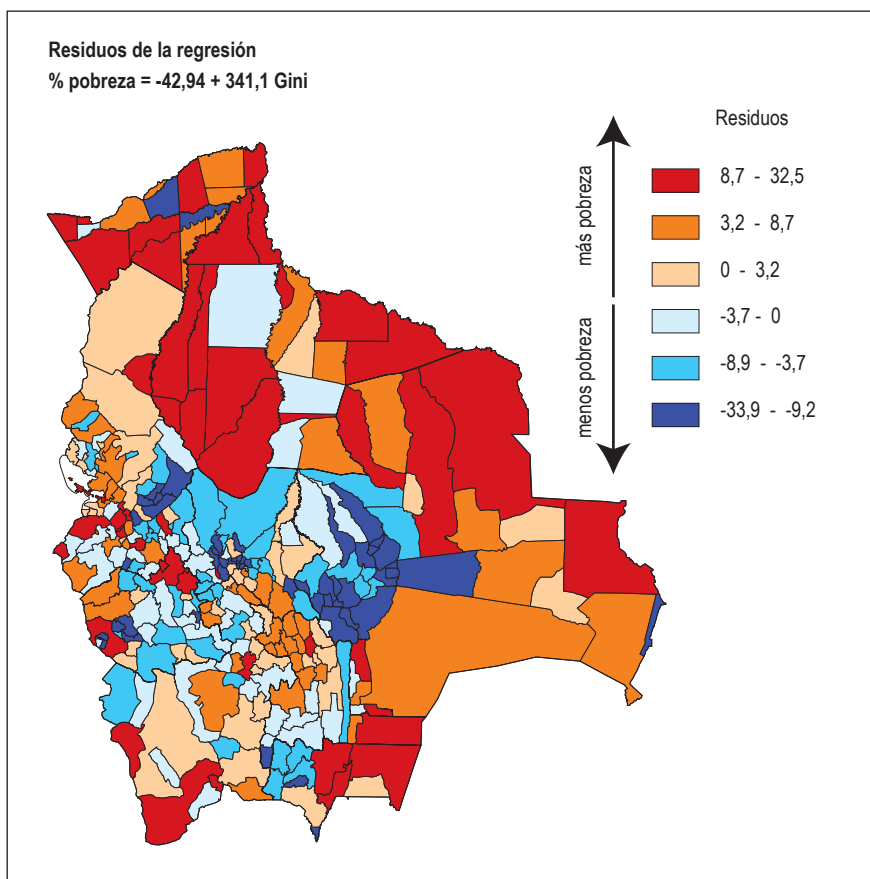 Residuos de la regresión
% pobreza = -42,94 + 341,1 Gini
Residuos
más pobreza
menos pobreza
8,7 - 32,5
3,2 - 8,7
0 - 3,2
-3,7 - 0
-8,9 - -3,7
-33,9 - -9,2